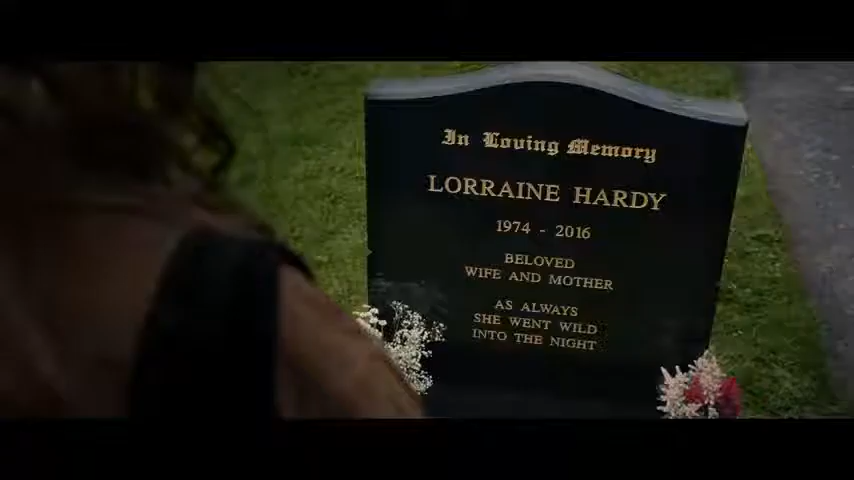 In Loving Memory
LORRAINE HARDY
1974 - 2016
BELOVED
WIFE AND MOTHER
AS ALWAYS
SHE WENT WILD
INTO THE NIGHT